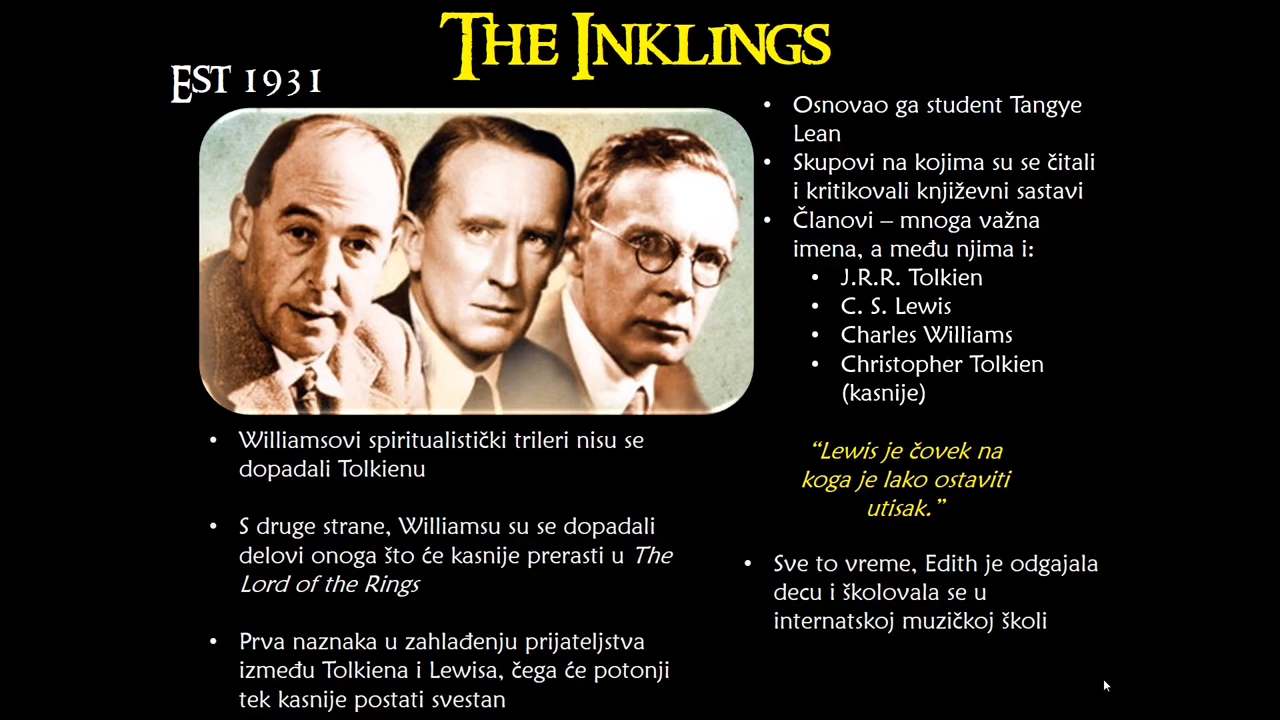 THE INKLINGS
EST 1931
• Osnovao ga student Tangye
Lean
• Skupovi na kojima su se čitali
i kritikovali književni sastavi
• Članovi – mnoga važna
imena, a među njima i:
• J.R.R. Tolkien
• C. S. Lewis
• Charles Williams
• Christopher Tolkien
(kasnije)
• Williamsovi spiritualistički trileri nisu se
dopadali Tolkienu
• S druge strane, Williamsu su se dopadali
delovi onoga što će kasnije prerasti u The
Lord of the Rings
• Prva naznaka u zahlađenju prijateljstva
između Tolkiena i Lewisa, čega će potonji
tek kasnije postati svestan
“Lewis je čovek na
koga je lako ostaviti
utisak.”
• Sve to vreme, Edith je odgajala
decu i školovala se u
internatskoj muzičkoj školi